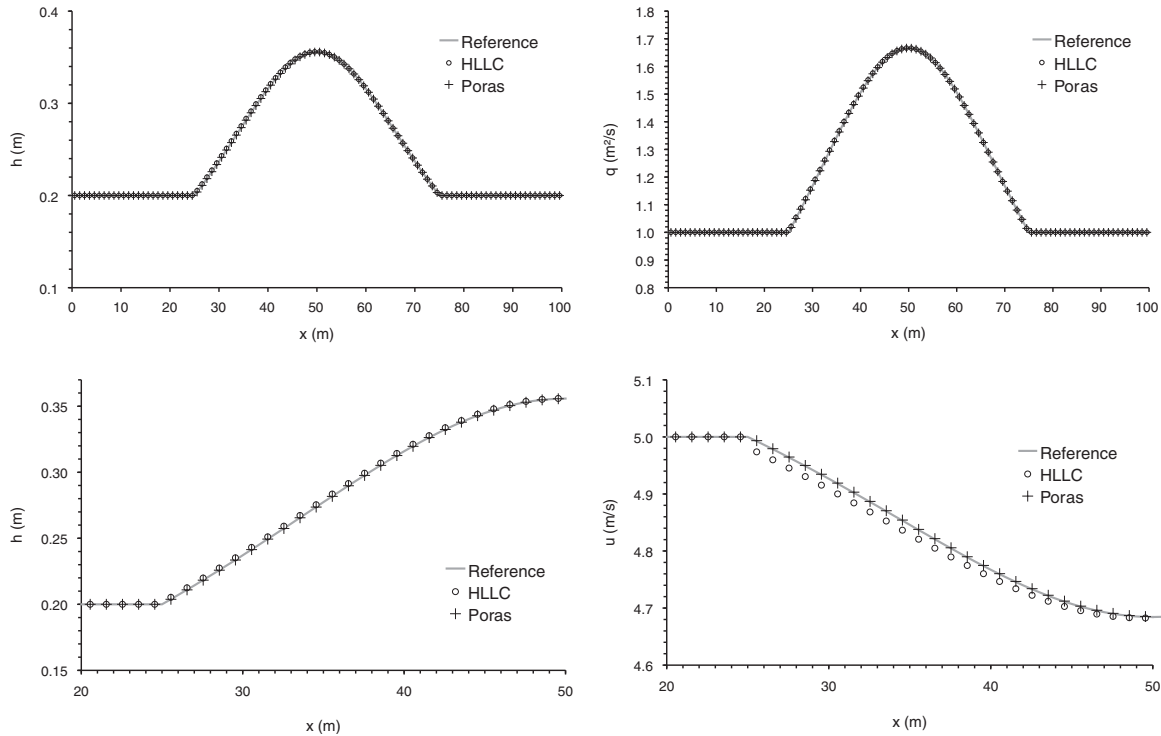 0.4
0.3
0.2
0.1
h (m)
0 10 20 30 40 50 60 70 80 90 100
x (m)
Reference
HLLC
Poras
1.8
1.7
1.6
1.5
1.4
1.3
1.2
1.1
1.0
0.9
0.8
q (m²/s)
0 10 20 30 40 50 60 70 80 90 100
x (m)
Reference
HLLC
Poras
0.35
0.30
0.25
0.20
0.15
h (m)
20 30 40 50
x (m)
Reference
HLLC
Poras
5.1
5.0
4.9
4.8
4.7
4.6
u (m/s)
20 30 40 50
x (m)
Reference
HLLC
Poras